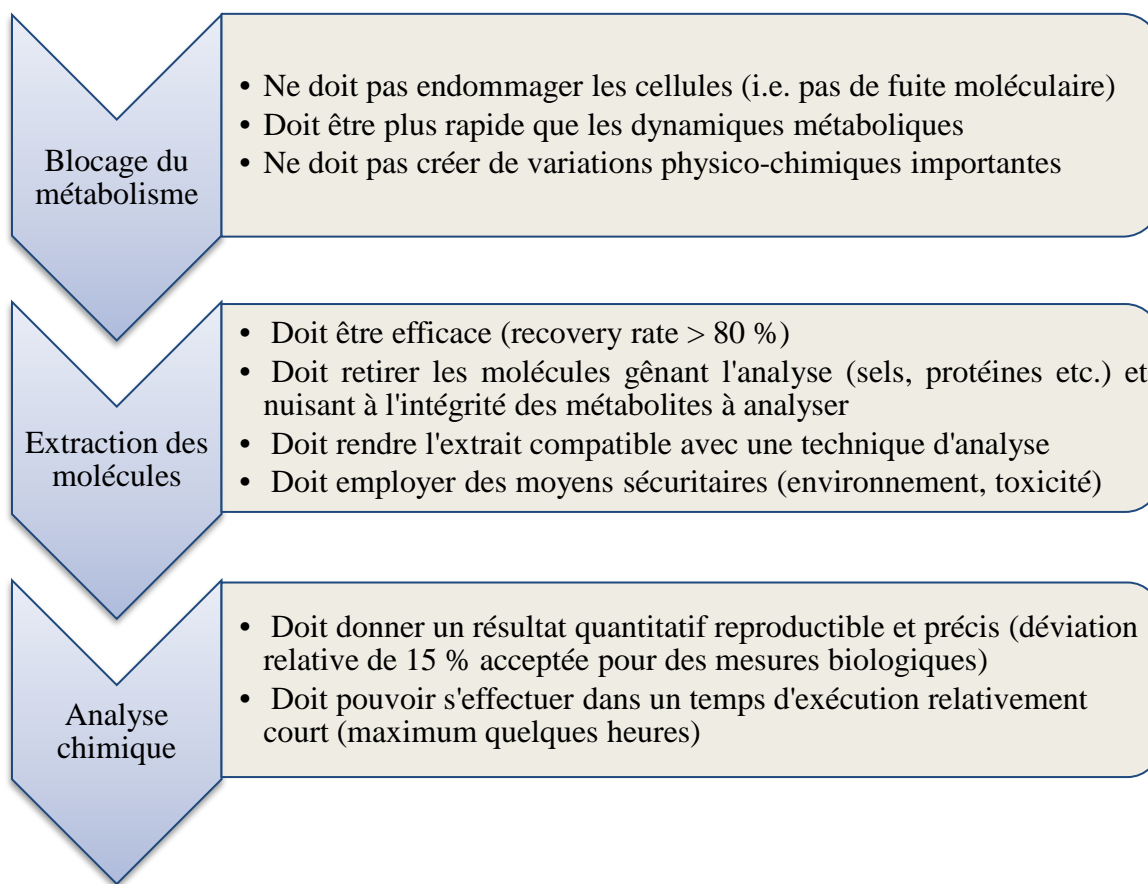 Blocage du
métabolisme
• Ne doit pas endommager les cellules (i.e. pas de fuite moléculaire)
• Doit être plus rapide que les dynamiques métaboliques
• Ne doit pas créer de variations physico-chimiques importantes
Extraction des
molécules
• Doit être efficace (recovery rate > 80 %)
• Doit retirer les molécules gênant l'analyse (sels, protéines etc.) et
nuisant à l'intégrité des métabolites à analyser
• Doit rendre l'extrait compatible avec une technique d'analyse
• Doit employer des moyens sécuritaires (environnement, toxicité)
Analyse
chimique
• Doit donner un résultat quantitatif reproductible et précis (déviation
relative de 15 % acceptée pour des mesures biologiques)
• Doit pouvoir s'effectuer dans un temps d'exécution relativement
court (maximum quelques heures)